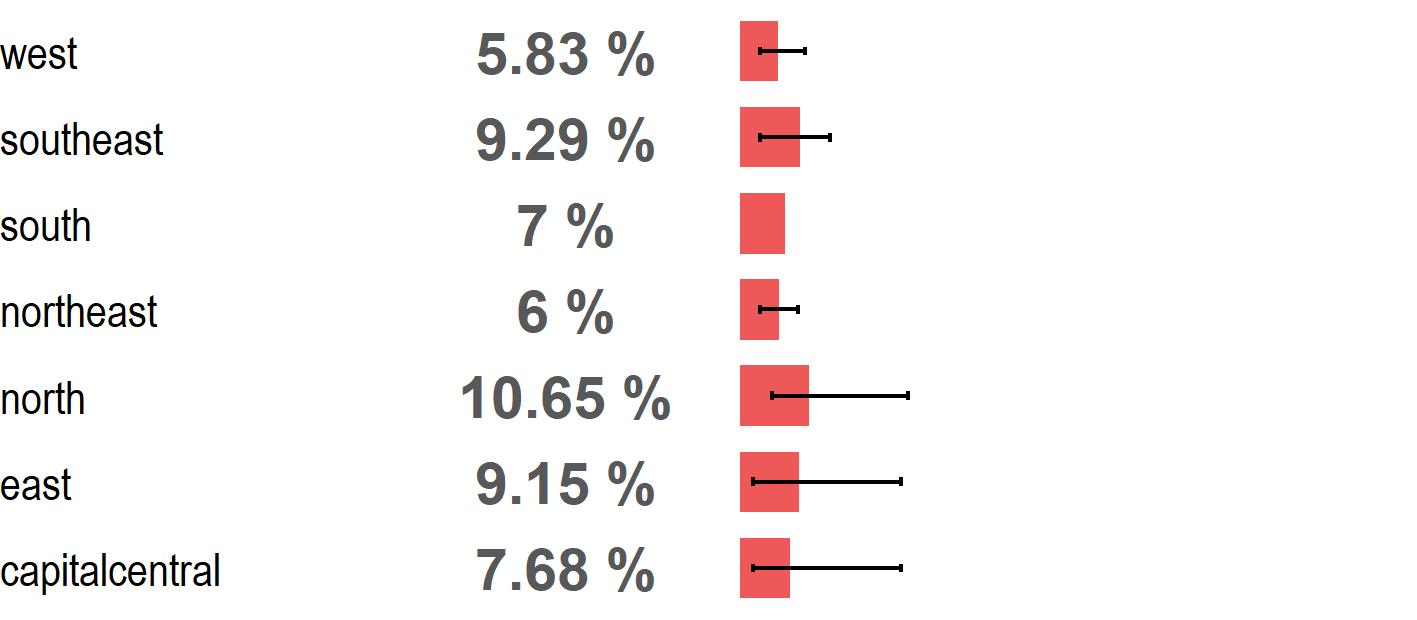 west 5.83 %
southeast 9.29 %
south 7 %
northeast 6 %
north 10.65 %
east 9.15 %
capitalcentral 7.68 %